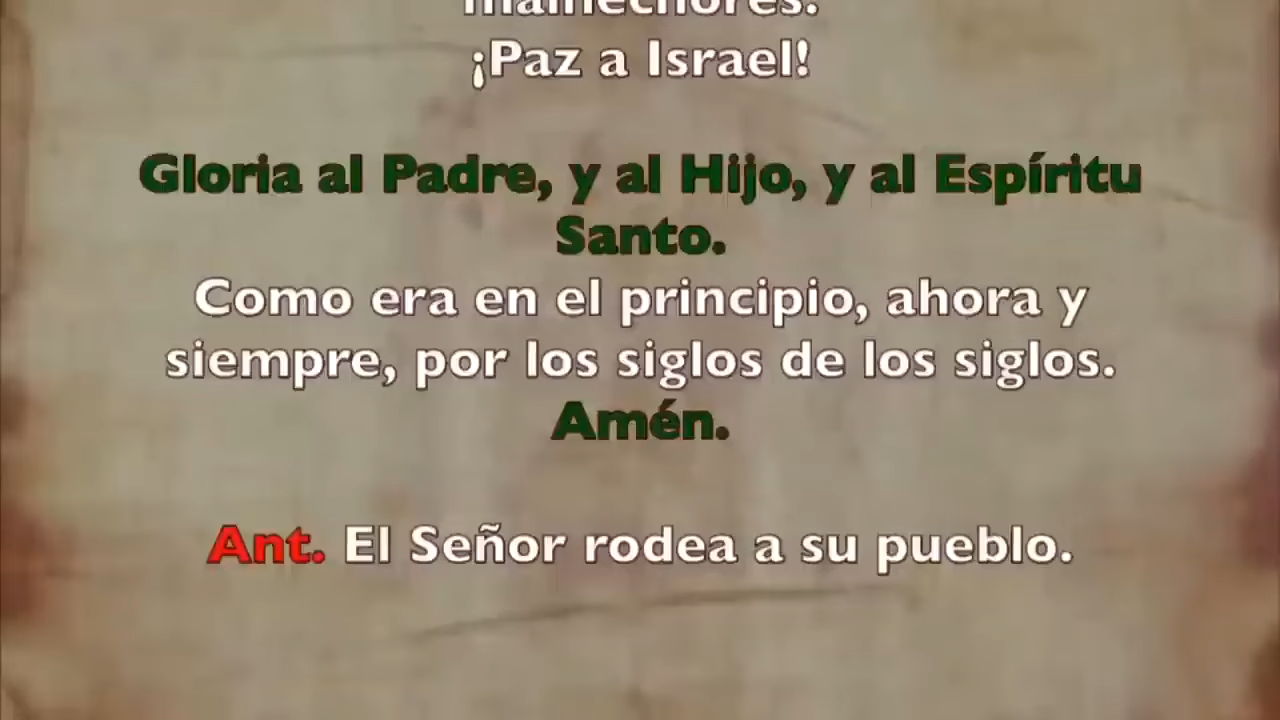 malhechores.
¡Paz a Israel!
Gloria al Padre, y al Hijo, y al Espíritu
Santo.
Como era en el principio, ahora y
siempre, por los siglos de los siglos.
Amén.
Ant. El Señor rodea a su pueblo.